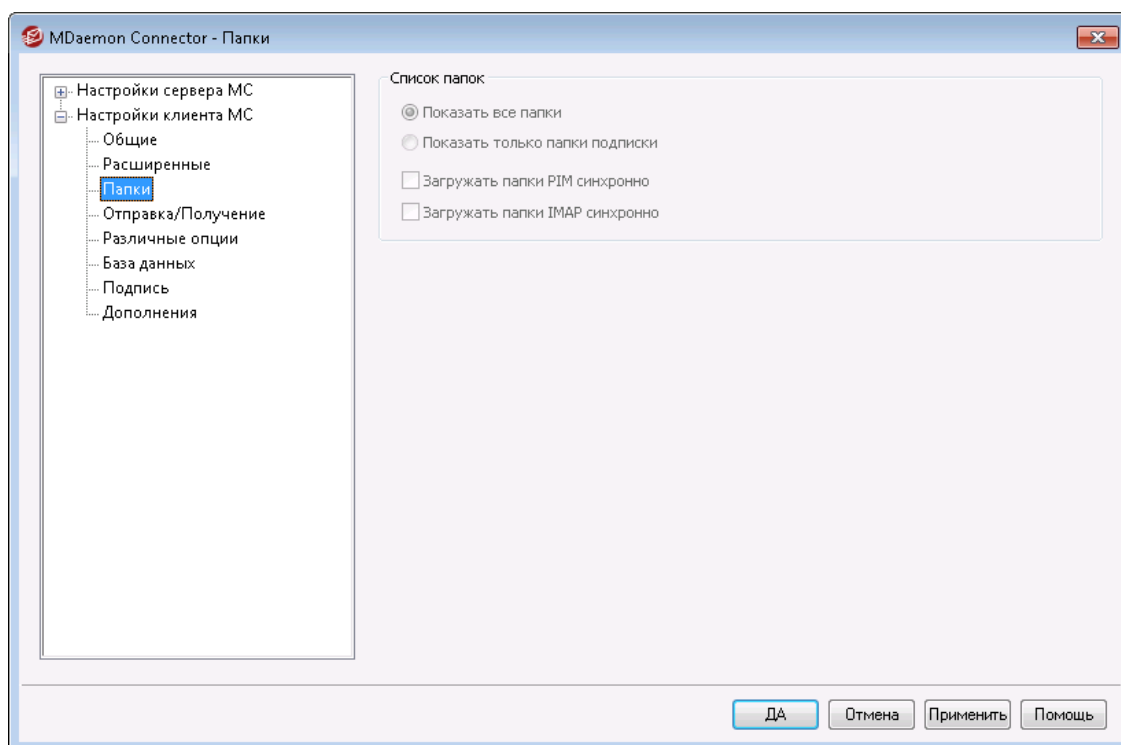 MDaemon Connector - Папки
Настройки сервера MC
Настройки клиента MC
Общие
Расширенные
Папки
Отправка/Получение
Различные опции
База данных
Подпись
Дополнения
Список папок
Показать все папки
Показать только папки подписки
Загружать папки PIM синхронно
Загружать папки IMAP синхронно
ДА
Отмена
Применить
Помощь